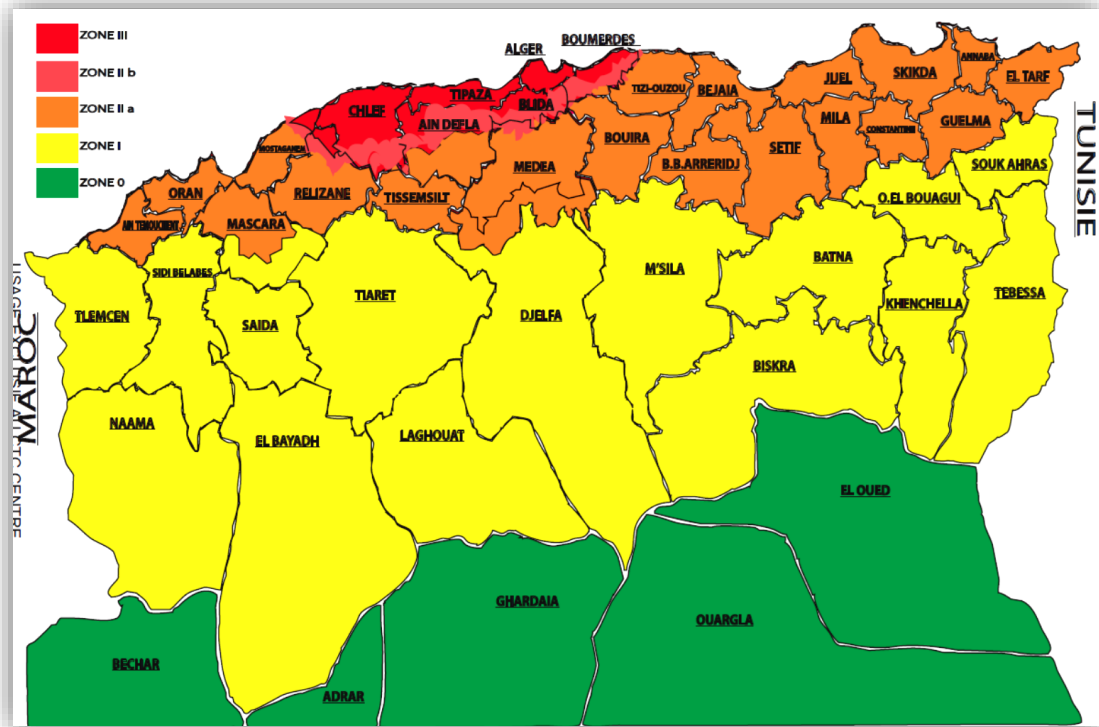 ZONE III
ZONE II b
ZONE II a
ZONE I
ZONE 0
ALGER
BOUMERDES
TIPAZA
CHLEF
BLIDA
AIN DEFLA
TIZI-OUZOU
BEJAIA
JIJEL
SKIKDA
ANNABA
EL TARF
MOSTAGANEM
BOUIRA
MILA
CONSTANTINE
GUELMA
SETIF
MEDEA
B.B.ARRERIDJ
SOUK AHRAS
ORAN
RELIZANE
TISSEMSILT
O.EL BOUAGUI
AIN TEMOUCHENT
MASCARA
TUNISIE
SIDI BELABES
TLEMCEN
SAIDA
TIARET
DJELFA
M'SILA
BATNA
KHENCHELLA
TEBESSA
BISKRA
MAROC
NAAMA
EL BAYADH
LAGHOUAT
EL OUED
GHARDAIA
OUARGLA
BECHAR
ADRAR
CENTRE